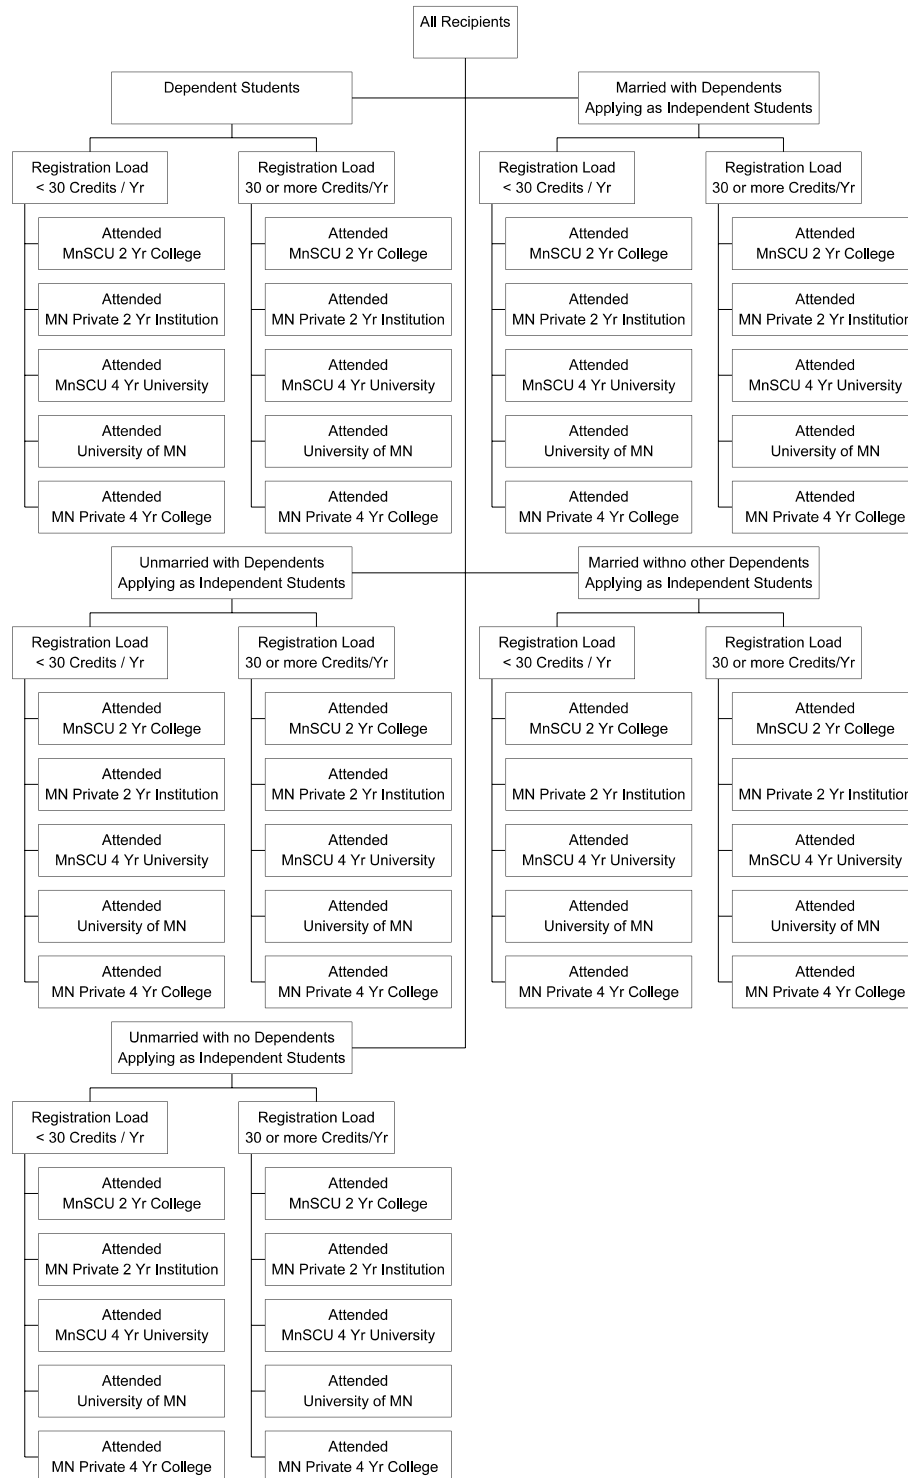 All Recipients
Dependent Students
Married with Dependents
Applying as Independent Students
Registration Load
< 30 Credits / Yr
Registration Load
30 or more Credits/Yr
Registration Load
< 30 Credits / Yr
Registration Load
30 or more Credits/Yr
Attended
MnSCU 2 Yr College
Attended
MnSCU 2 Yr College
Attended
MnSCU 2 Yr College
Attended
MnSCU 2 Yr College
Attended
MN Private 2 Yr Institution
Attended
MN Private 2 Yr Institution
Attended
MN Private 2 Yr Institution
Attended
MN Private 2 Yr Institution
Attended
MnSCU 4 Yr University
Attended
MnSCU 4 Yr University
Attended
MnSCU 4 Yr University
Attended
MnSCU 4 Yr University
Attended
University of MN
Attended
University of MN
Attended
University of MN
Attended
University of MN
Attended
MN Private 4 Yr College
Attended
MN Private 4 Yr College
Attended
MN Private 4 Yr College
Attended
MN Private 4 Yr College
Unmarried with Dependents
Applying as Independent Students
Married withno other Dependents
Applying as Independent Students
Registration Load
< 30 Credits / Yr
Registration Load
30 or more Credits/Yr
Registration Load
< 30 Credits / Yr
Registration Load
30 or more Credits/Yr
Attended
MnSCU 2 Yr College
Attended
MnSCU 2 Yr College
Attended
MnSCU 2 Yr College
Attended
MnSCU 2 Yr College
Attended
MN Private 2 Yr Institution
Attended
MN Private 2 Yr Institution
MN Private 2 Yr Institution
MN Private 2 Yr Institution
Attended
MnSCU 4 Yr University
Attended
MnSCU 4 Yr University
Attended
MnSCU 4 Yr University
Attended
MnSCU 4 Yr University
Attended
University of MN
Attended
University of MN
Attended
University of MN
Attended
University of MN
Attended
MN Private 4 Yr College
Attended
MN Private 4 Yr College
Attended
MN Private 4 Yr College
Attended
MN Private 4 Yr College
Unmarried with no Dependents
Applying as Independent Students
Registration Load
< 30 Credits / Yr
Registration Load
30 or more Credits/Yr
Attended
MnSCU 2 Yr College
Attended
MnSCU 2 Yr College
Attended
MN Private 2 Yr Institution
Attended
MN Private 2 Yr Institution
Attended
MnSCU 4 Yr University
Attended
MnSCU 4 Yr University
Attended
University of MN
Attended
University of MN
Attended
MN Private 4 Yr College
Attended
MN Private 4 Yr College